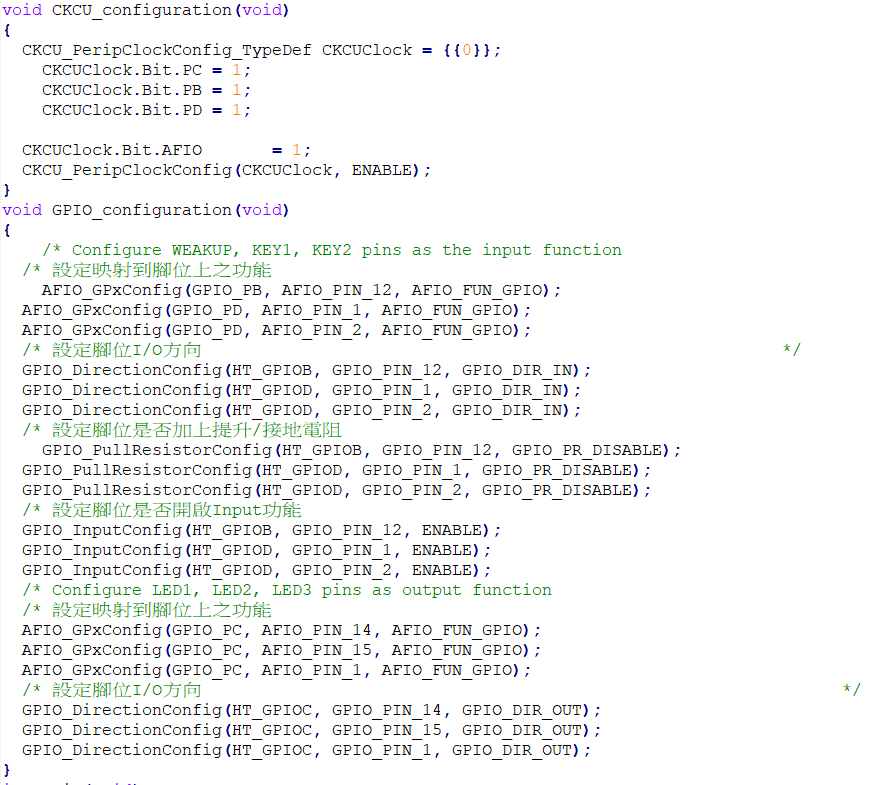 void CKCU_configuration(void)
{
  CKCU_PeripClockConfig_TypeDef CKCUClock = {{0}};
    CKCUClock.Bit.PC = 1;
    CKCUClock.Bit.PB = 1;
    CKCUClock.Bit.PD = 1;

  CKCUClock.Bit.AFIO       = 1;
  CKCU_PeripClockConfig(CKCUClock, ENABLE);
}
void GPIO_configuration(void)
{
    /* Configure WEAKUP, KEY1, KEY2 pins as the input function
  /* 設定映射到腳位上之功能
    AFIO_GPxConfig(GPIO_PB, AFIO_PIN_12, AFIO_FUN_GPIO);
  AFIO_GPxConfig(GPIO_PD, AFIO_PIN_1, AFIO_FUN_GPIO);
  AFIO_GPxConfig(GPIO_PD, AFIO_PIN_2, AFIO_FUN_GPIO);
  /* 設定腳位I/O方向                                                          */
  GPIO_DirectionConfig(HT_GPIOB, GPIO_PIN_12, GPIO_DIR_IN);
  GPIO_DirectionConfig(HT_GPIOD, GPIO_PIN_1, GPIO_DIR_IN);
  GPIO_DirectionConfig(HT_GPIOD, GPIO_PIN_2, GPIO_DIR_IN);
  /* 設定腳位是否加上提升/接地電阻
    GPIO_PullResistorConfig(HT_GPIOB, GPIO_PIN_12, GPIO_PR_DISABLE);
  GPIO_PullResistorConfig(HT_GPIOD, GPIO_PIN_1, GPIO_PR_DISABLE);
  GPIO_PullResistorConfig(HT_GPIOD, GPIO_PIN_2, GPIO_PR_DISABLE);
  /* 設定腳位是否開啟Input功能
  GPIO_InputConfig(HT_GPIOB, GPIO_PIN_12, ENABLE);
  GPIO_InputConfig(HT_GPIOD, GPIO_PIN_1, ENABLE);
  GPIO_InputConfig(HT_GPIOD, GPIO_PIN_2, ENABLE);
  /* Configure LED1, LED2, LED3 pins as output function
  /* 設定映射到腳位上之功能
  AFIO_GPxConfig(GPIO_PC, AFIO_PIN_14, AFIO_FUN_GPIO);
  AFIO_GPxConfig(GPIO_PC, AFIO_PIN_15, AFIO_FUN_GPIO);
  AFIO_GPxConfig(GPIO_PC, AFIO_PIN_1, AFIO_FUN_GPIO);
  /* 設定腳位I/O方向                                                                */
  GPIO_DirectionConfig(HT_GPIOC, GPIO_PIN_14, GPIO_DIR_OUT);
  GPIO_DirectionConfig(HT_GPIOC, GPIO_PIN_15, GPIO_DIR_OUT);
  GPIO_DirectionConfig(HT_GPIOC, GPIO_PIN_1, GPIO_DIR_OUT);
}